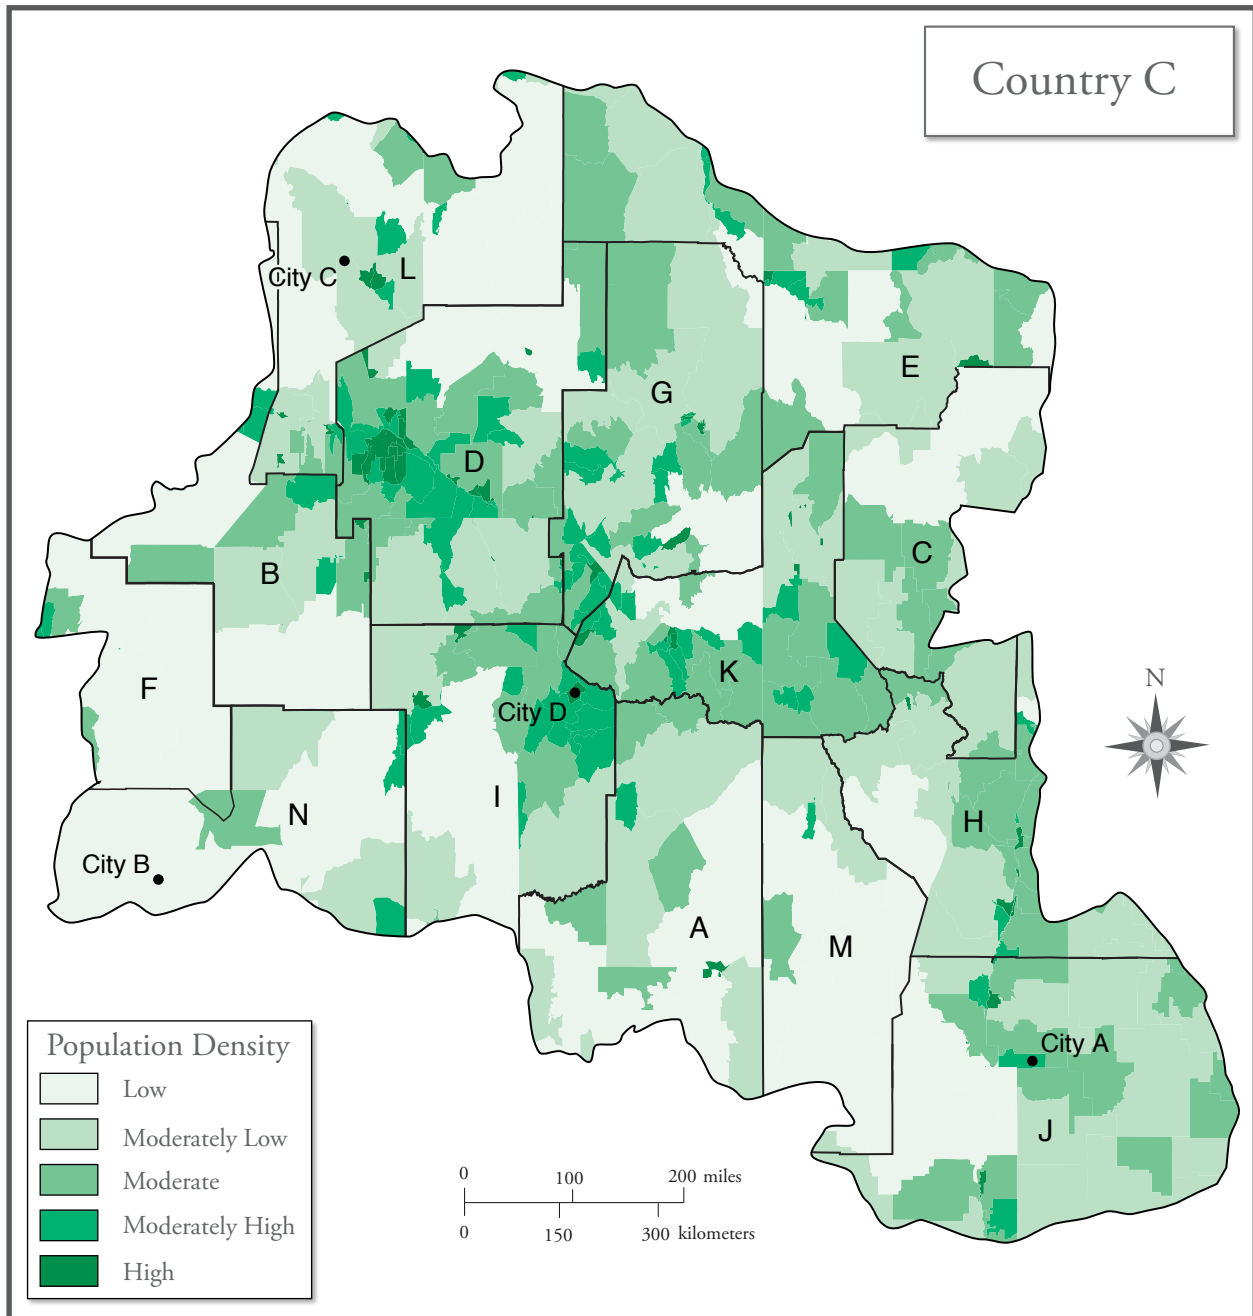 Country C
City C
L
E
G
D
C
B
K
F
City D
N
I
H
City B
A
M
City A
J
N
Population Density
Low
Moderately Low
Moderate
Moderately High
High
0 100 200 miles
0 150 300 kilometers